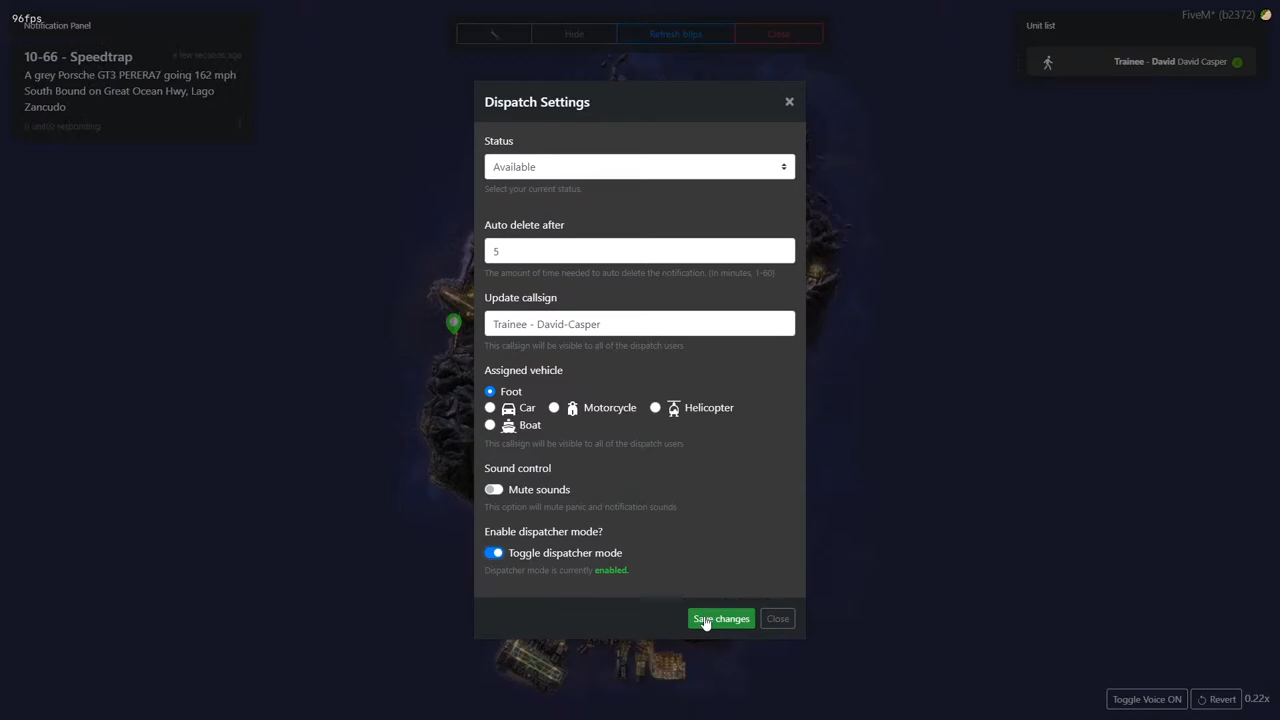 96fps
Notification Panel
10-66 - Speedtrap
a few seconds ago
A grey Porsche GT3 PERERA7 going 162 mph
South Bound on Great Ocean Hwy, Lago
Zancudo
0 unit(s) responding
Hide
Refresh blips
Close
FiveM* (b2372)
Unit list
Trainee - David David Casper
Dispatch Settings
×
Status
Available
Select your current status.
Auto delete after
5
The amount of time needed to auto delete the notification. (In minutes, 1-60)
Update callsign
Trainee - David-Casper
This callsign will be visible to all of the dispatch users
Assigned vehicle
Foot
Car Motorcycle Helicopter
Boat
This callsign will be visible to all of the dispatch users
Sound control
Mute sounds
This option will mute panic and notification sounds
Enable dispatcher mode?
Toggle dispatcher mode
Dispatcher mode is currently enabled.
Save changes
Close
Toggle Voice ON
Revert
0.22x